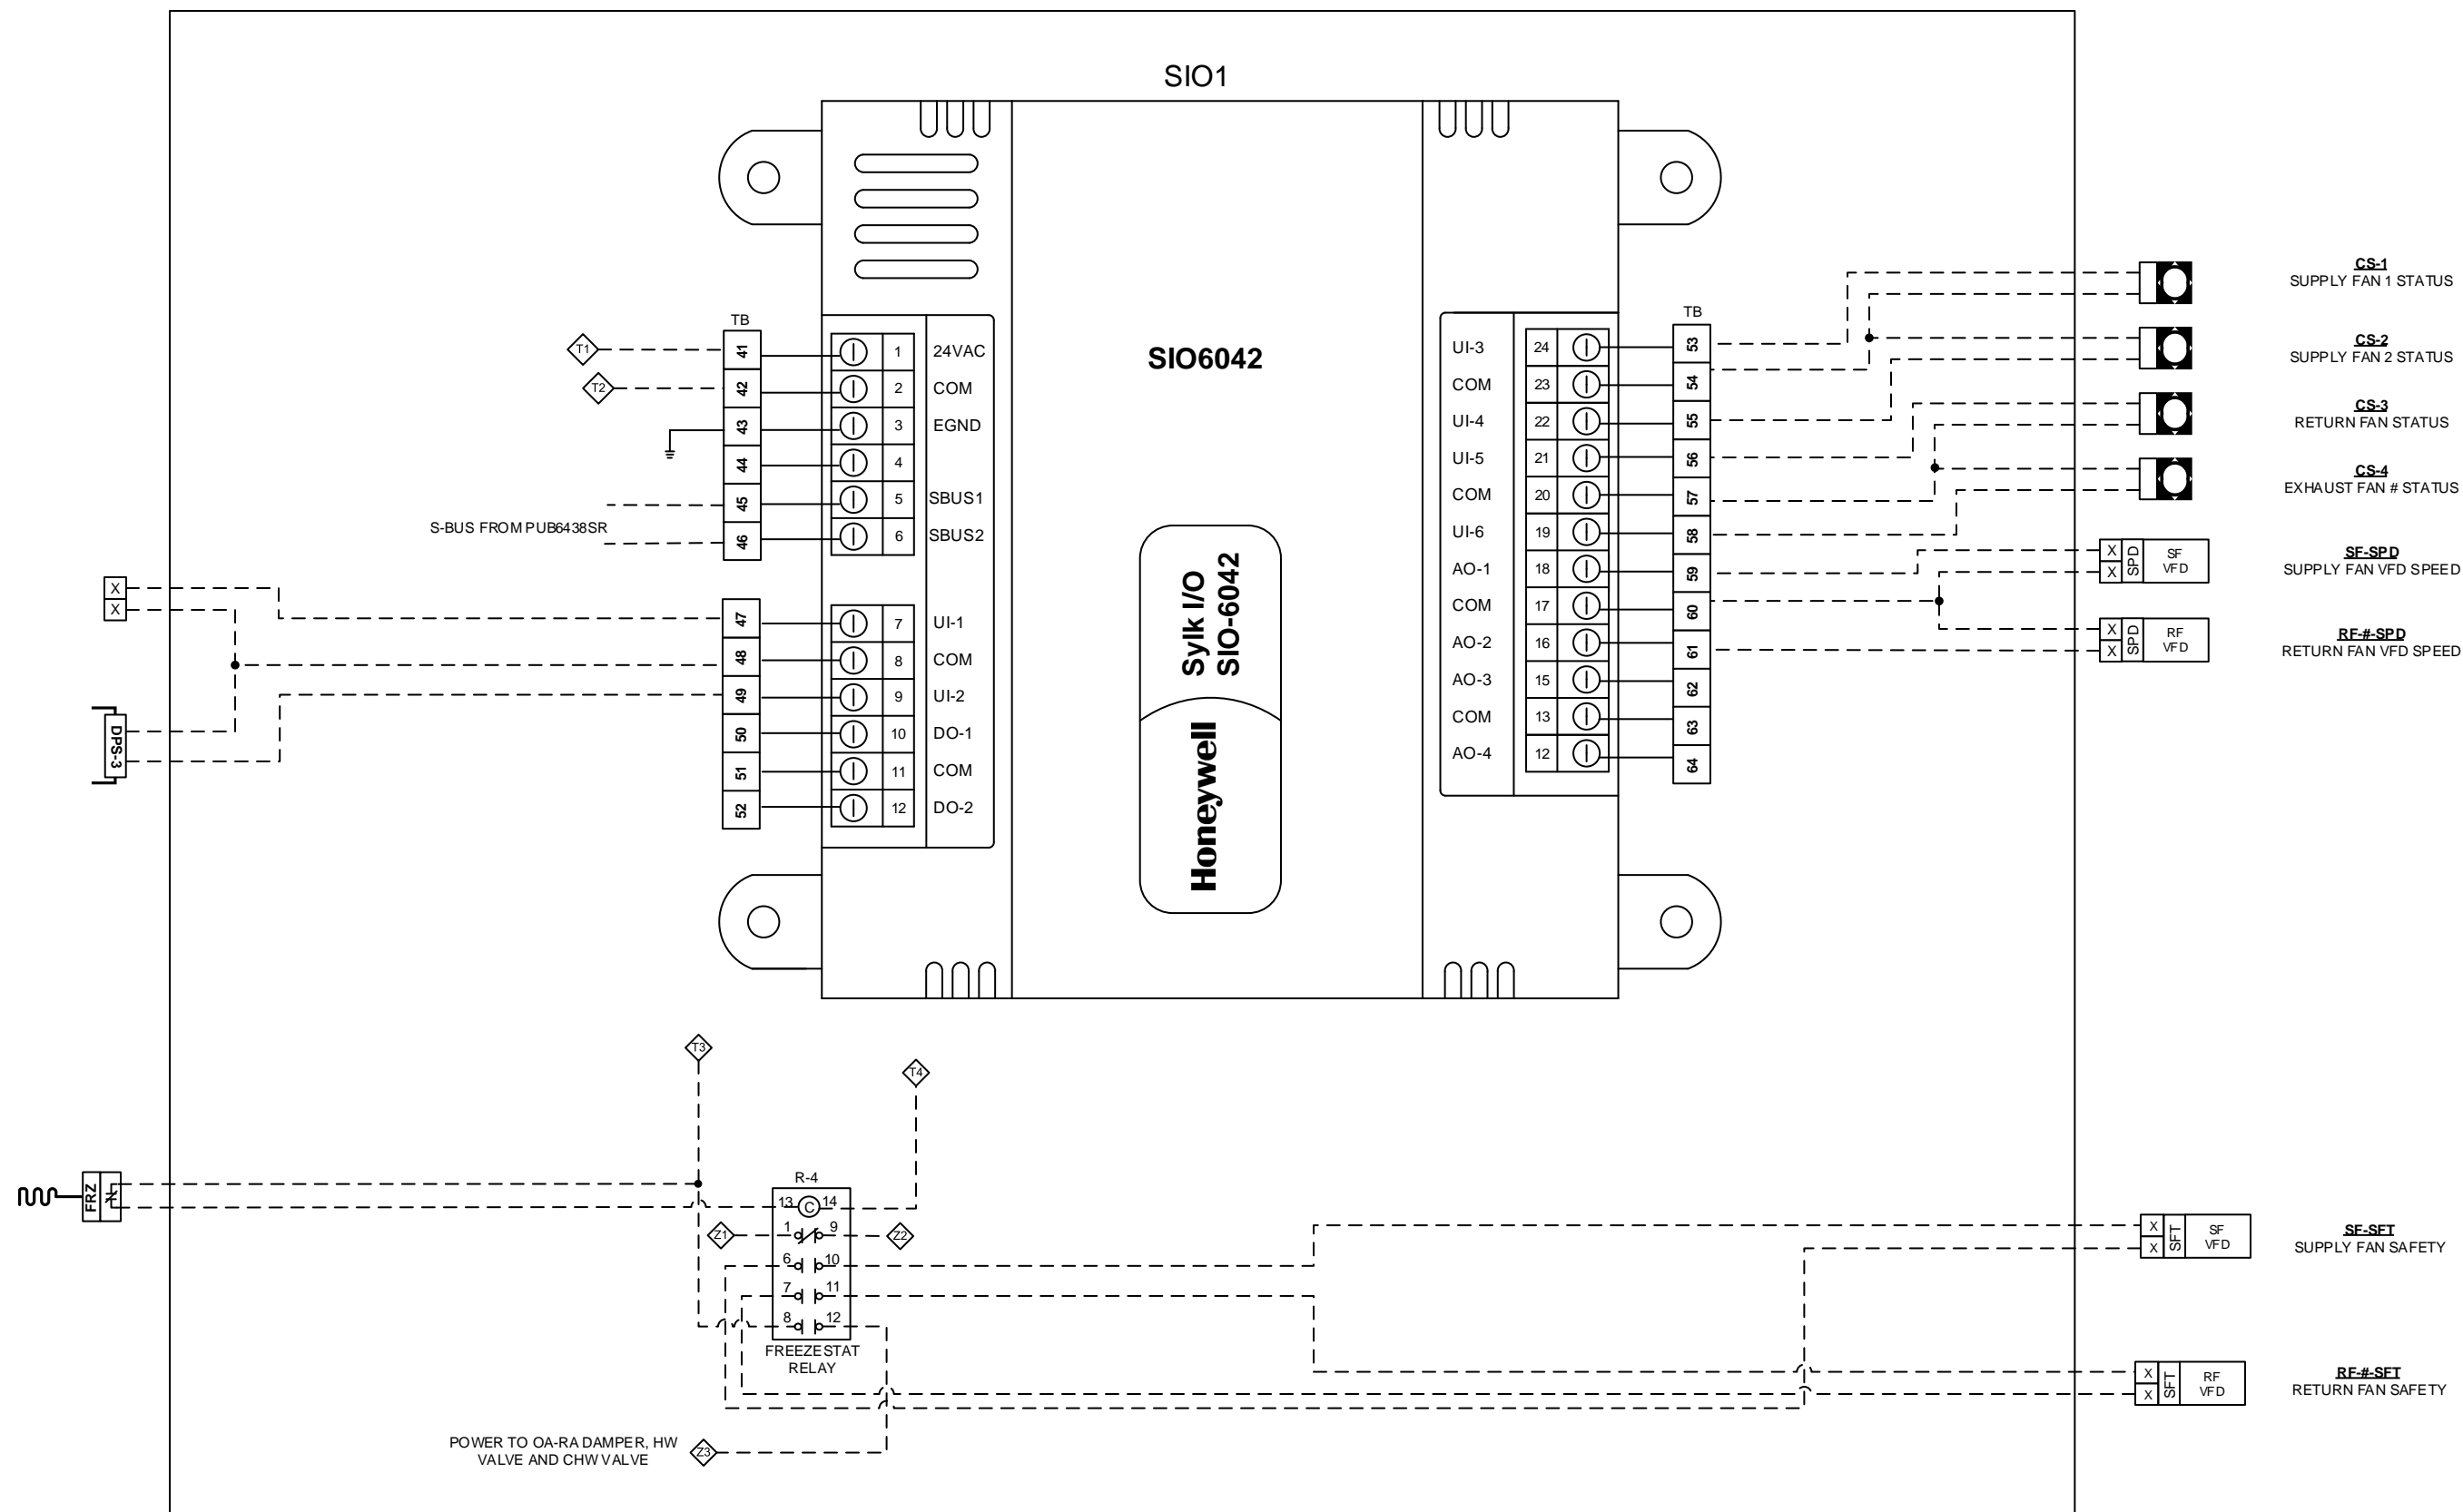 SIO1
SIO6042
Sylk I/O
SIO-6042
Honeywell
TB
T1
T2
41
42
43
44
45
46
1 24VAC
2 COM
3 EGND
4
5 SBUS1
6 SBUS2
S-BUS FROM PUB6438SR
X
X
DPS-3
47
48
49
50
51
52
7 UI-1
8 COM
9 UI-2
10 DO-1
11 COM
12 DO-2
TB
UI-3 24
COM 23
UI-4 22
UI-5 21
COM 20
UI-6 19
AO-1 18
COM 17
AO-2 16
AO-3 15
COM 13
AO-4 12
53
54
55
56
57
58
59
60
61
62
63
64
CS-1
SUPPLY FAN 1 STATUS
CS-2
SUPPLY FAN 2 STATUS
CS-3
RETURN FAN STATUS
CS-4
EXHAUST FAN # STATUS
X
X
SPD
SF
VFD
SF-SPD
SUPPLY FAN VFD SPEED
X
X
SPD
RF
VFD
RF-#-SPD
RETURN FAN VFD SPEED
T3
T4
FRZ
R-4
13 C 14
Z1 1 9 Z2
6 10
7 11
8 12
FREEZESTAT
RELAY
X
X
SFT
SF
VFD
SF-SFT
SUPPLY FAN SAFETY
X
X
SFT
RF
VFD
RF-#-SFT
RETURN FAN SAFETY
POWER TO OA-RA DAMPER, HW
VALVE AND CHW VALVE
Z3